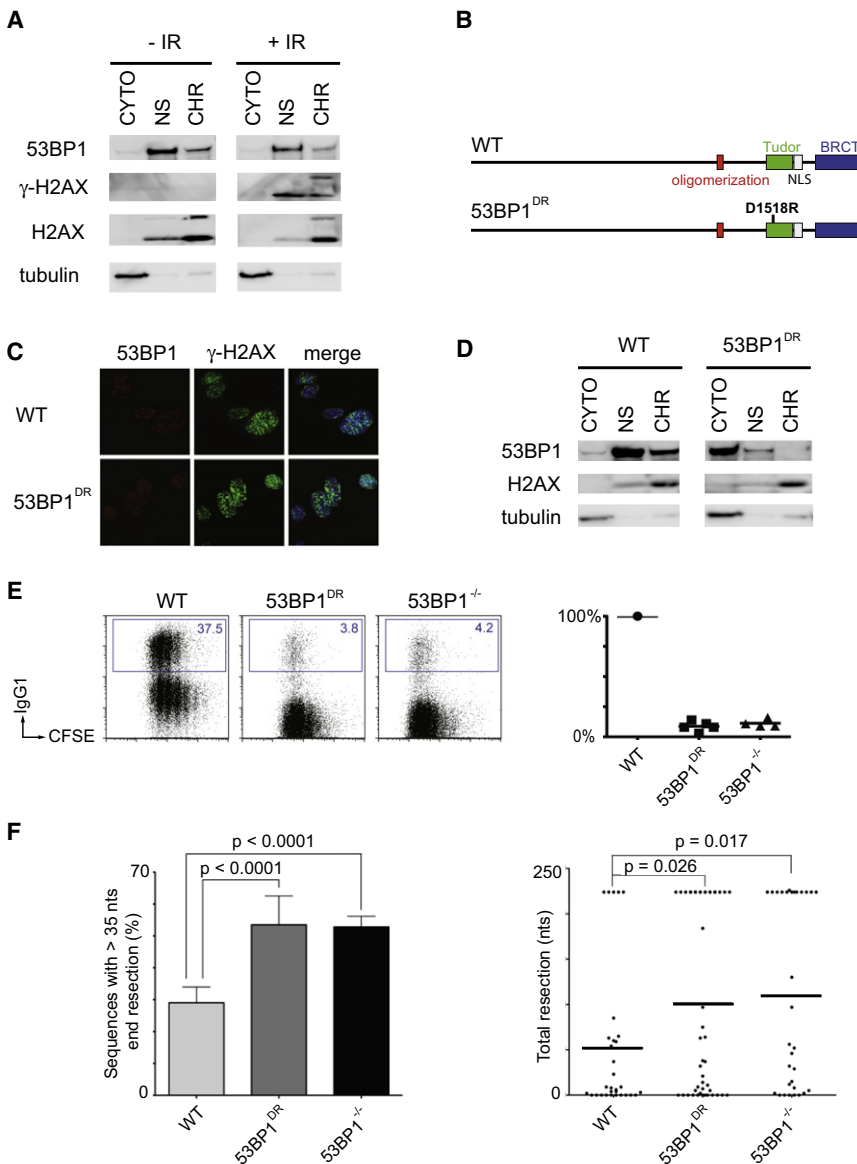 A
- IR
+ IR
CYTO
NS
CHR
CYTO
NS
CHR
53BP1
γ-H2AX
H2AX
tubulin
B
WT
Tudor
BRCT
oligomerization
NLS
53BP1DR
D1518R
C
53BP1
γ-H2AX
merge
WT
53BP1DR
D
WT
53BP1DR
CYTO
NS
CHR
CYTO
NS
CHR
53BP1
H2AX
tubulin
E
WT
53BP1DR
53BP1-/-
37.5
3.8
4.2
IgG1
CFSE
100%
0%
WT
53BP1DR
53BP1-/-
F
p < 0.0001
p < 0.0001
70
0
Sequences with > 35 nts
end resection (%)
WT
53BP1DR
53BP1-/-
p = 0.017
p = 0.026
250
0
Total resection (nts)
WT
53BP1DR
53BP1-/-